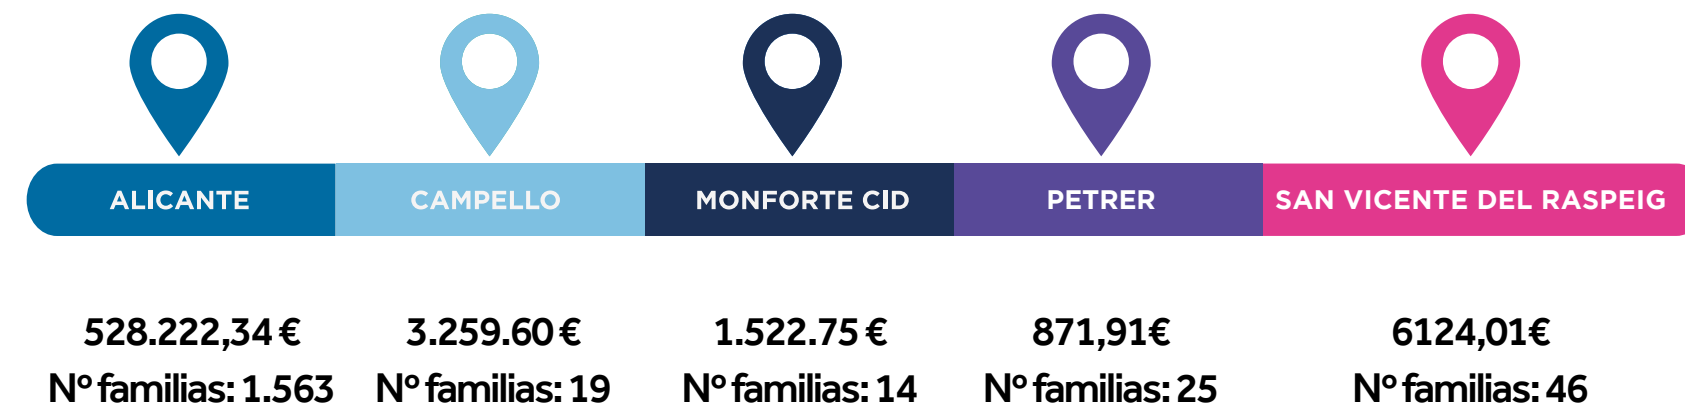 ALICANTE
CAMPELLO
MONFORTE CID
PETRER
SAN VICENTE DEL RASPEIG
528.222,34 €
Nº familias: 1.563
3.259.60 €
Nº familias: 19
1.522.75 €
Nº familias: 14
871,91€
Nº familias: 25
6124,01€
Nº familias: 46